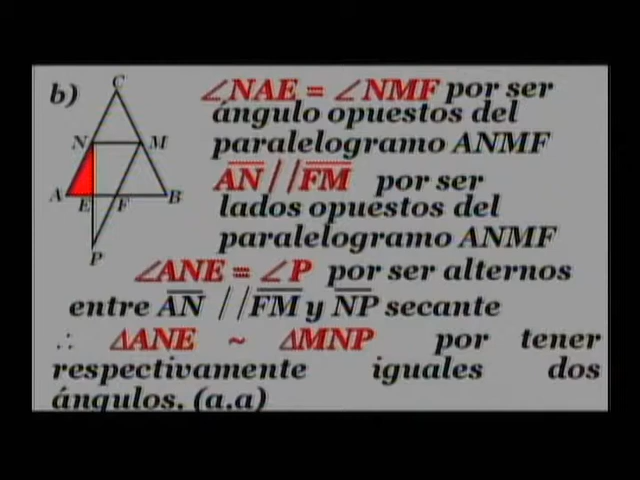 b)
C
N M
A E F B
P
∠NAE = ∠NMF por ser
ángulo opuestos del
paralelogramo ANMF
AN // FM por ser
lados opuestos del
paralelogramo ANMF
∠ANE = ∠P por ser alternos
entre AN // FM y NP secante
∴ ΔANE ~ ΔMNP por tener
respectivamente iguales dos
ángulos. (a.a)